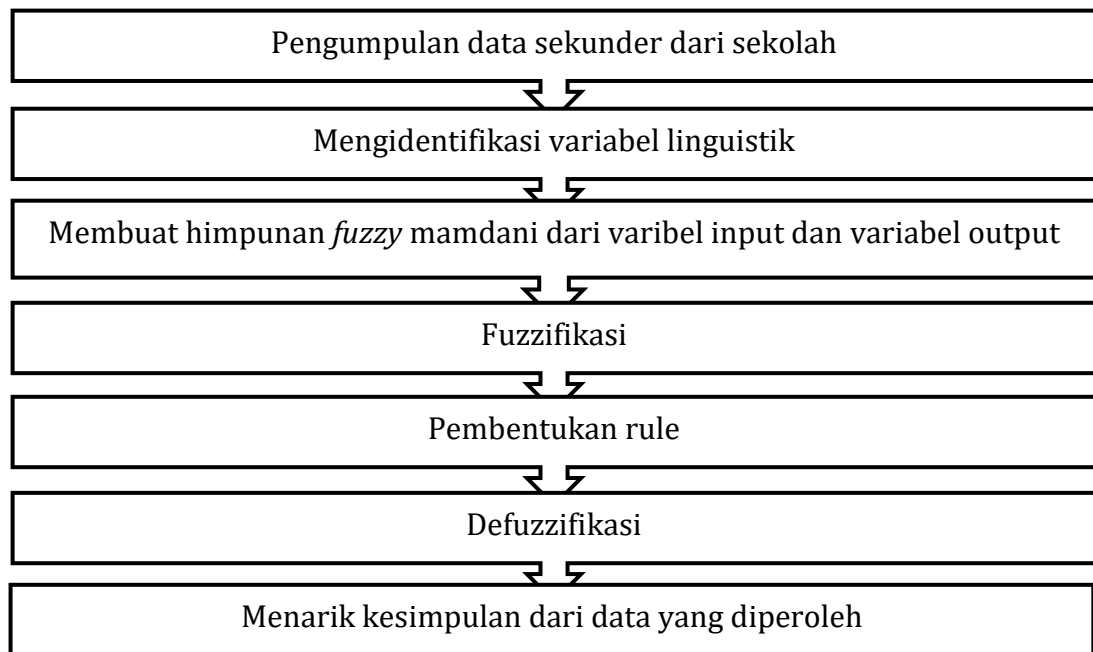 Pengumpulan data sekunder dari sekolah
Mengidentifikasi variabel linguistik
Membuat himpunan fuzzy mamdani dari varibel input dan variabel output
Fuzzifikasi
Pembentukan rule
Defuzzifikasi
Menarik kesimpulan dari data yang diperoleh